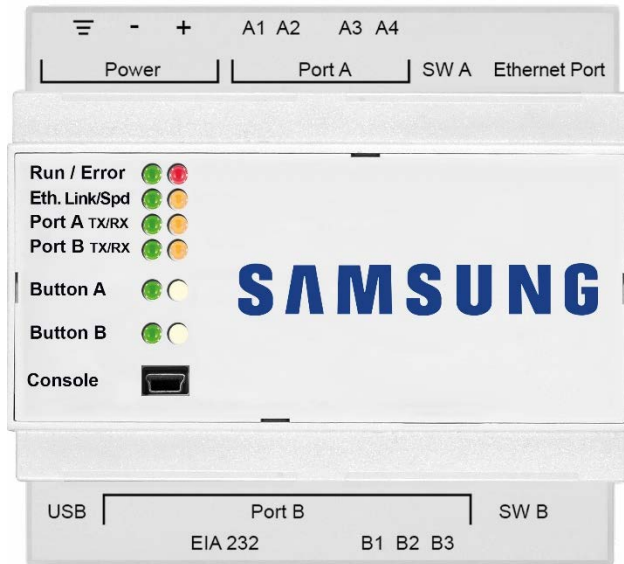 - +
A1 A2 A3 A4
Power Port A SW A Ethernet Port
Run / Error
Eth. Link/Spd
Port A TX/RX
Port B TX/RX
SAMSUNG
Button A
Button B
Console
USB Port B SW B
EIA 232 B1 B2 B3